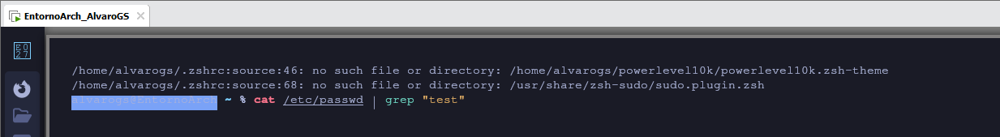 EntornoArch_AlvaroGS
E0
27
/home/alvarogs/.zshrc:source:46: no such file or directory: /home/alvarogs/powerlevel10k/powerlevel10k.zsh-theme
/home/alvarogs/.zshrc:source:68: no such file or directory: /usr/share/zsh-sudo/sudo.plugin.zsh
alvarogs@EntornoArch ~ % cat /etc/passwd | grep "test"